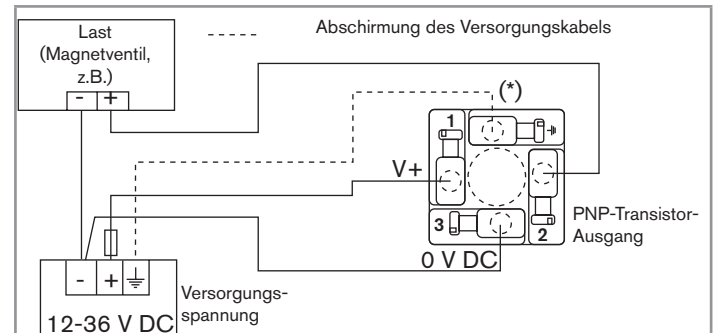 Last
(Magnetventil,
z.B.)
- +
Abschirmung des Versorgungskabels
(*)
1
V+
3
2
PNP-Transistor-
Ausgang
0 V DC
- +
Versorgungs-
spannung
12-36 V DC